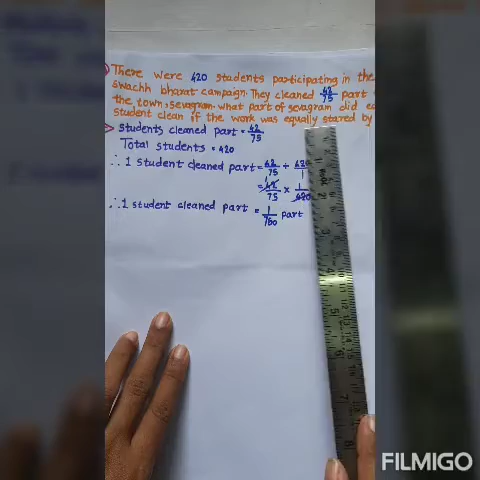 There were 420 students participating in the
Swachh bharat campaign. They cleaned 42/75 part
the town, sevagram. what part of sevagram did
student clean if the work was equally stared by
students cleaned part = 42/75
Total students = 420
∴ 1 student cleaned part = 42/75 ÷ 420/1
= 42/75 × 1/420
∴ 1 student cleaned part = 1/750 part
FILMIGO